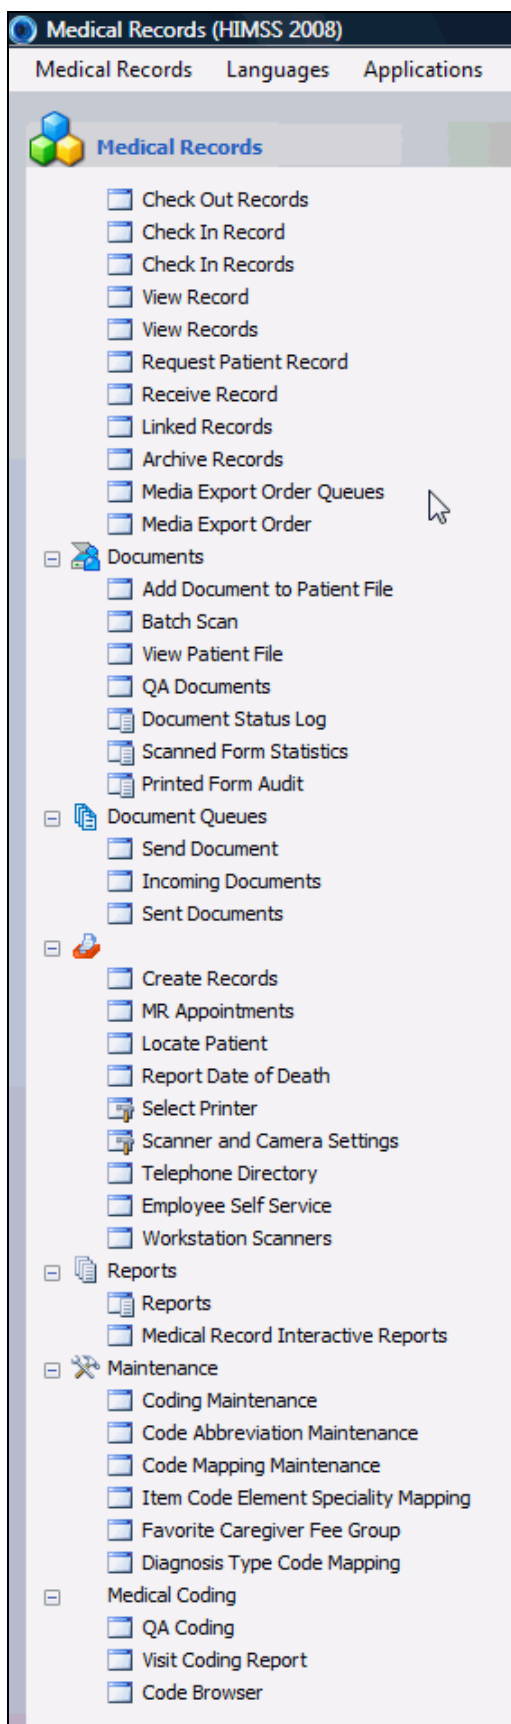 Medical Records (HIMSS 2008)
Medical Records Languages Applications
Medical Records
Check Out Records
Check In Record
Check In Records
View Record
View Records
Request Patient Record
Receive Record
Linked Records
Archive Records
Media Export Order Queues
Media Export Order
Documents
Add Document to Patient File
Batch Scan
View Patient File
QA Documents
Document Status Log
Scanned Form Statistics
Printed Form Audit
Document Queues
Send Document
Incoming Documents
Sent Documents
Create Records
MR Appointments
Locate Patient
Report Date of Death
Select Printer
Scanner and Camera Settings
Telephone Directory
Employee Self Service
Workstation Scanners
Reports
Reports
Medical Record Interactive Reports
Maintenance
Coding Maintenance
Code Abbreviation Maintenance
Code Mapping Maintenance
Item Code Element Speciality Mapping
Favorite Caregiver Fee Group
Diagnosis Type Code Mapping
Medical Coding
QA Coding
Visit Coding Report
Code Browser